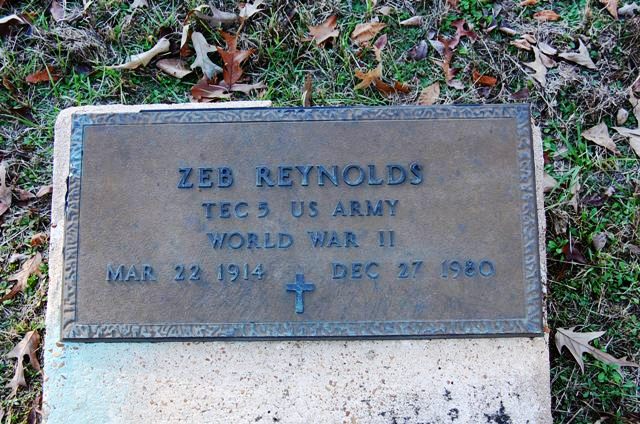 ZEB REYNOLDS
TEC 5 US ARMY
WORLD WAR II
MAR 22 1914 DEC 27 1980